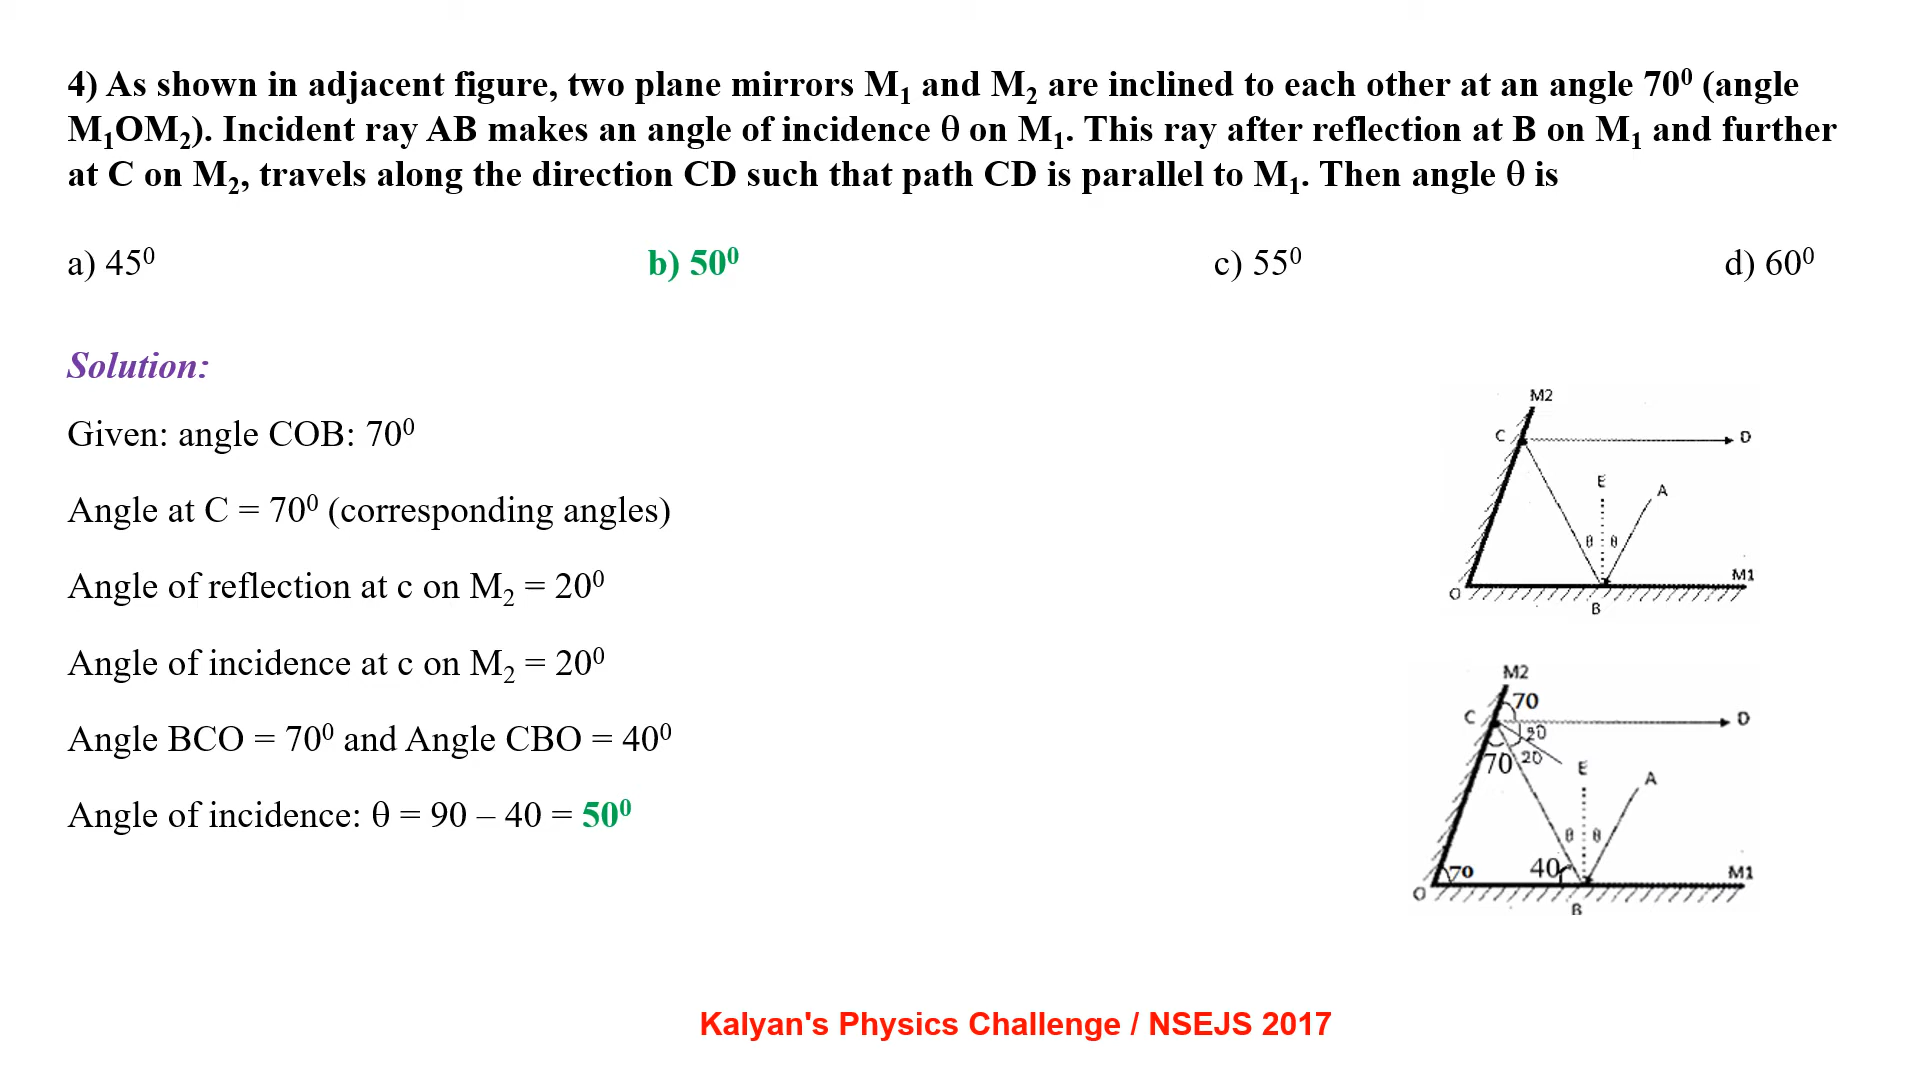 4) As shown in adjacent figure, two plane mirrors M₁ and M₂ are inclined to each other at an angle 70⁰ (angle
M₁OM₂). Incident ray AB makes an angle of incidence θ on M₁. This ray after reflection at B on M₁ and further
at C on M₂, travels along the direction CD such that path CD is parallel to M₁. Then angle θ is
a) 45⁰ b) 50⁰ c) 55⁰ d) 60⁰
Solution:
Given: angle COB: 70⁰
Angle at C = 70⁰ (corresponding angles)
Angle of reflection at c on M₂ = 20⁰
Angle of incidence at c on M₂ = 20⁰
Angle BCO = 70⁰ and Angle CBO = 40⁰
Angle of incidence: θ = 90 – 40 = 50⁰
M2
C D
E
A
θ θ
M1
O
B
M2
70
C D
20
70 20
E
A
θ θ
70 40 M1
O
B
Kalyan's Physics Challenge / NSEJS 2017